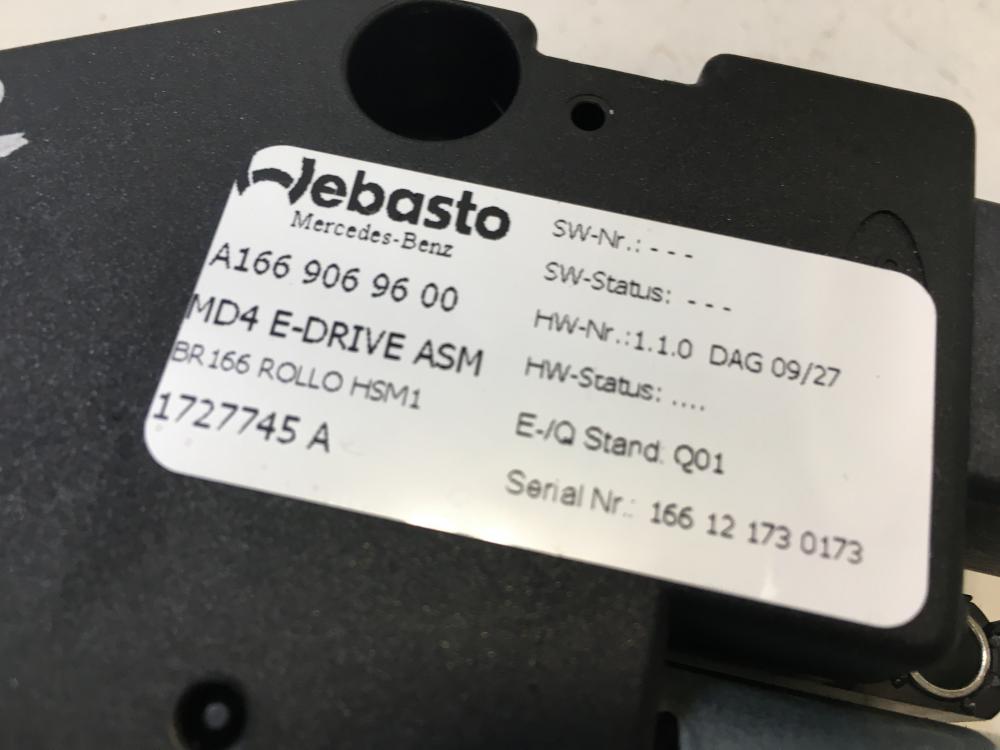 Webasto
Mercedes-Benz
A166 906 96 00
MD4 E-DRIVE ASM
BR166 ROLLO HSM1
1727745 A
SW-Nr.: - - -
SW-Status: - - -
HW-Nr.:1.1.0 DAG 09/27
HW-Status: ....
E-/Q Stand: Q01
Serial Nr.: 166 12 173 0173